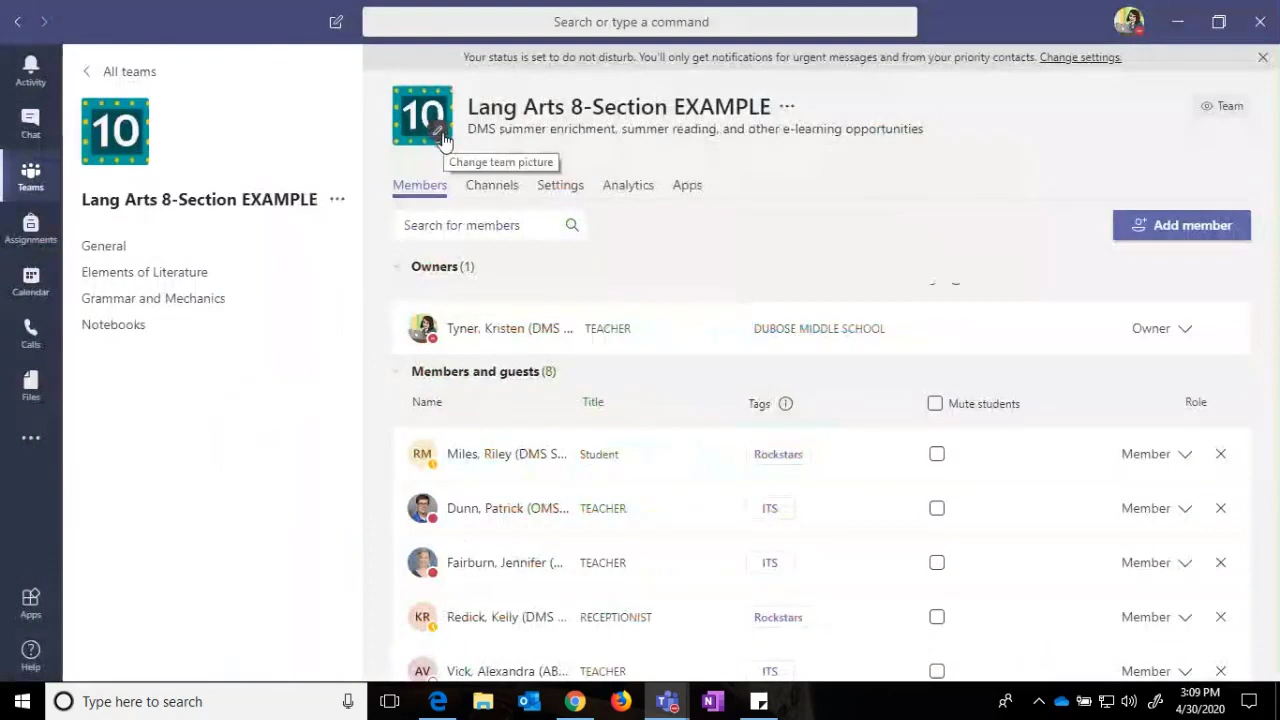 Search or type a command
Your status is set to do not disturb. You'll only get notifications for urgent messages and from your priority contacts. Change settings.
Activity
Chat
Teams
Assignments
Calendar
Calls
Files
Apps
Help
All teams
10
Lang Arts 8-Section EXAMPLE ...
General
Elements of Literature
Grammar and Mechanics
Notebooks
10
Lang Arts 8-Section EXAMPLE ...
Team
DMS summer enrichment, summer reading, and other e-learning opportunities
Change team picture
Members Channels Settings Analytics Apps
Search for members
Add member
Owners (1)
Tyner, Kristen (DMS ... TEACHER DUBOSE MIDDLE SCHOOL Owner
Members and guests (8)
Name Title Tags Mute students Role
RM Miles, Riley (DMS S... Student Rockstars Member
Dunn, Patrick (OMS... TEACHER ITS Member
Fairburn, Jennifer (... TEACHER ITS Member
KR Redick, Kelly (DMS ... RECEPTIONIST Rockstars Member
AV Vick, Alexandra (AB... TEACHER ITS Member
Type here to search
3:09 PM
4/30/2020